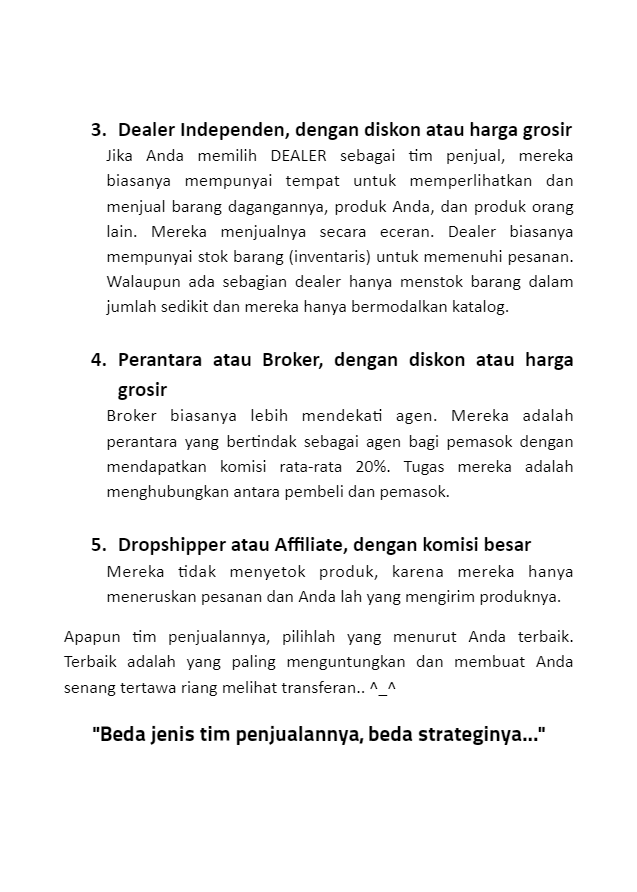 3. Dealer Independen, dengan diskon atau harga grosir
Jika Anda memilih DEALER sebagai tim penjual, mereka
biasanya mempunyai tempat untuk memperlihatkan dan
menjual barang dagangannya, produk Anda, dan produk orang
lain. Mereka menjualnya secara eceran. Dealer biasanya
mempunyai stok barang (inventaris) untuk memenuhi pesanan.
Walaupun ada sebagian dealer hanya menstok barang dalam
jumlah sedikit dan mereka hanya bermodalkan katalog.
4. Perantara atau Broker, dengan diskon atau harga
grosir
Broker biasanya lebih mendekati agen. Mereka adalah
perantara yang bertindak sebagai agen bagi pemasok dengan
mendapatkan komisi rata-rata 20%. Tugas mereka adalah
menghubungkan antara pembeli dan pemasok.
5. Dropshipper atau Affiliate, dengan komisi besar
Mereka tidak menyetok produk, karena mereka hanya
meneruskan pesanan dan Anda lah yang mengirim produknya.
Apapun tim penjualannya, pilihlah yang menurut Anda terbaik.
Terbaik adalah yang paling menguntungkan dan membuat Anda
senang tertawa riang melihat transferan.. ^_^
"Beda jenis tim penjualannya, beda strateginya..."